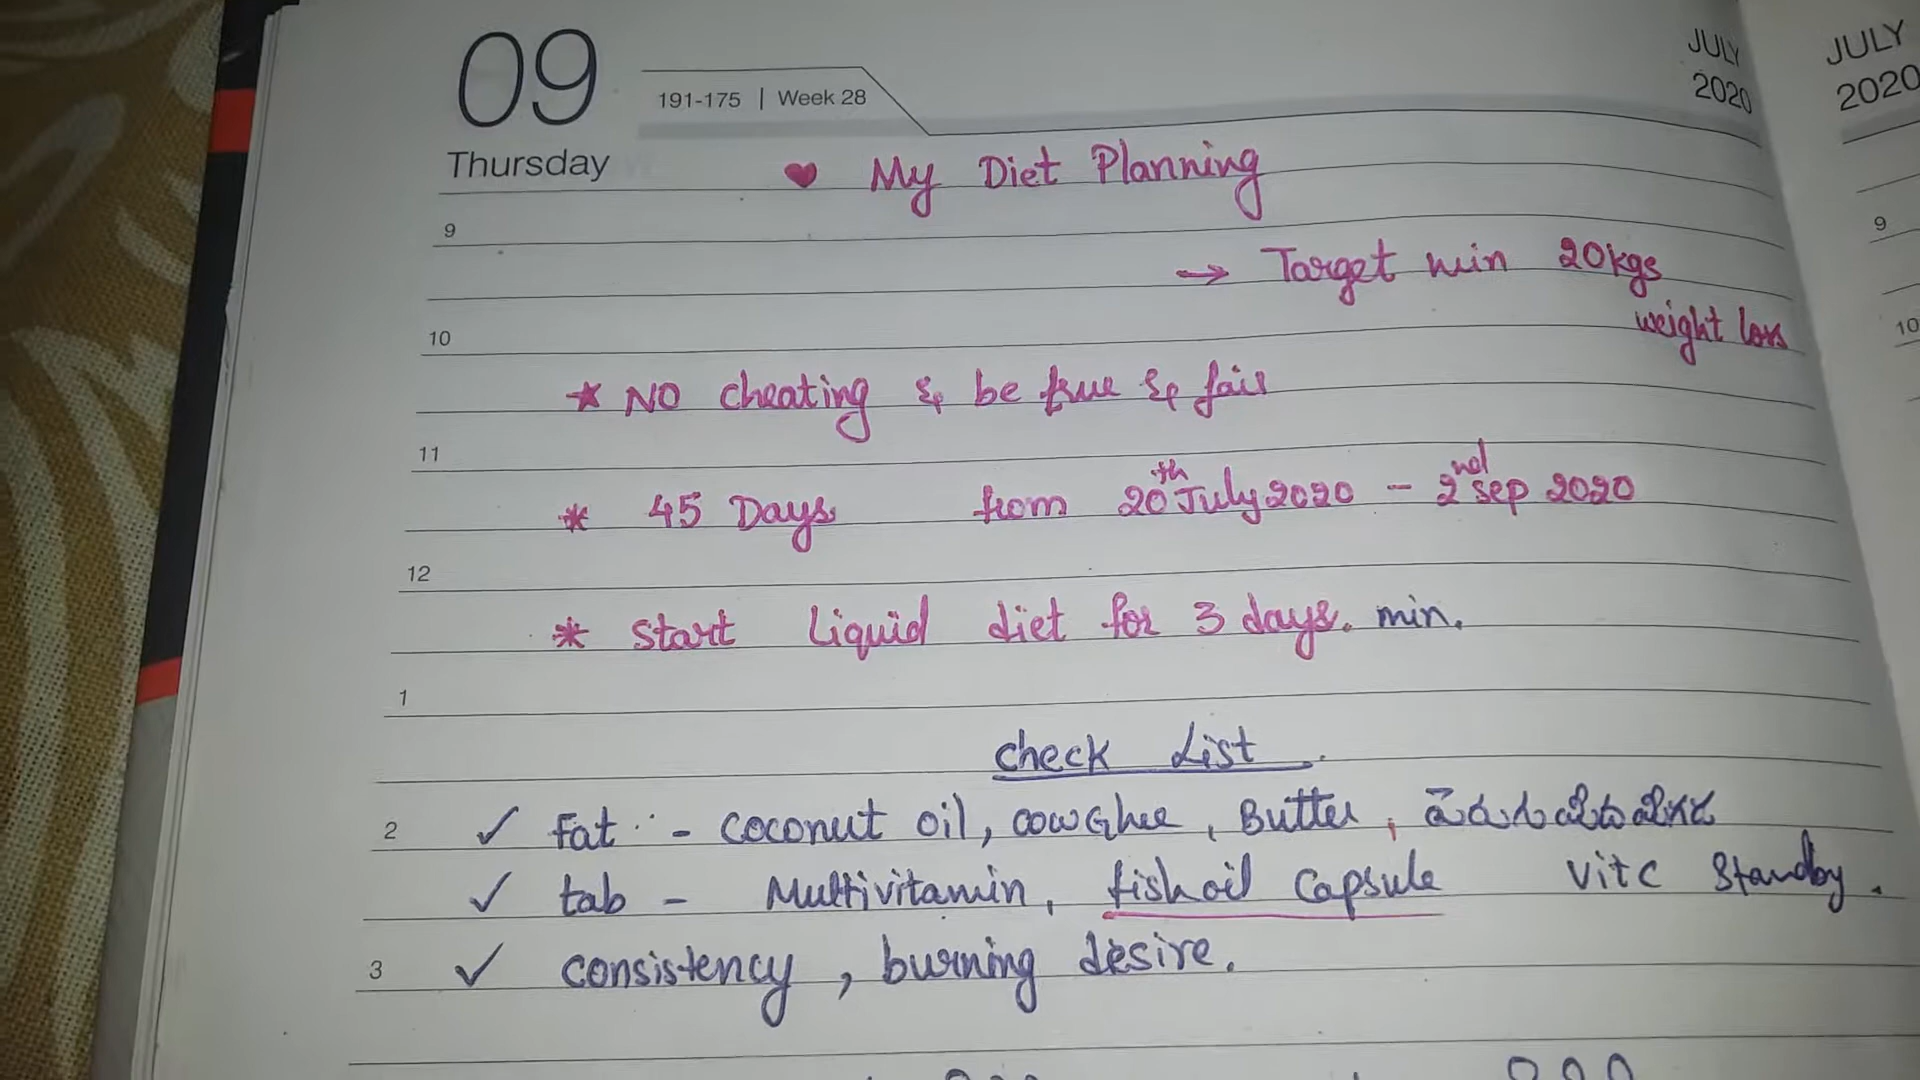 09
191-175 | Week 28
JULY
2020
Thursday
♥ My Diet Planning
9
→ Target min 20kgs
weight loss
10
* NO cheating & be true & fair
11
* 45 Days from 20th July 2020 - 2nd Sep 2020
12
* Start Liquid diet for 3 days. min.
1
Check List
2 ✓ fat - coconut oil, cow Ghee, Butter,
✓ tab - Multivitamin, fishoil Capsule Vit C Standby.
3 ✓ consistency, burning desire.
JULY
2020
9
10